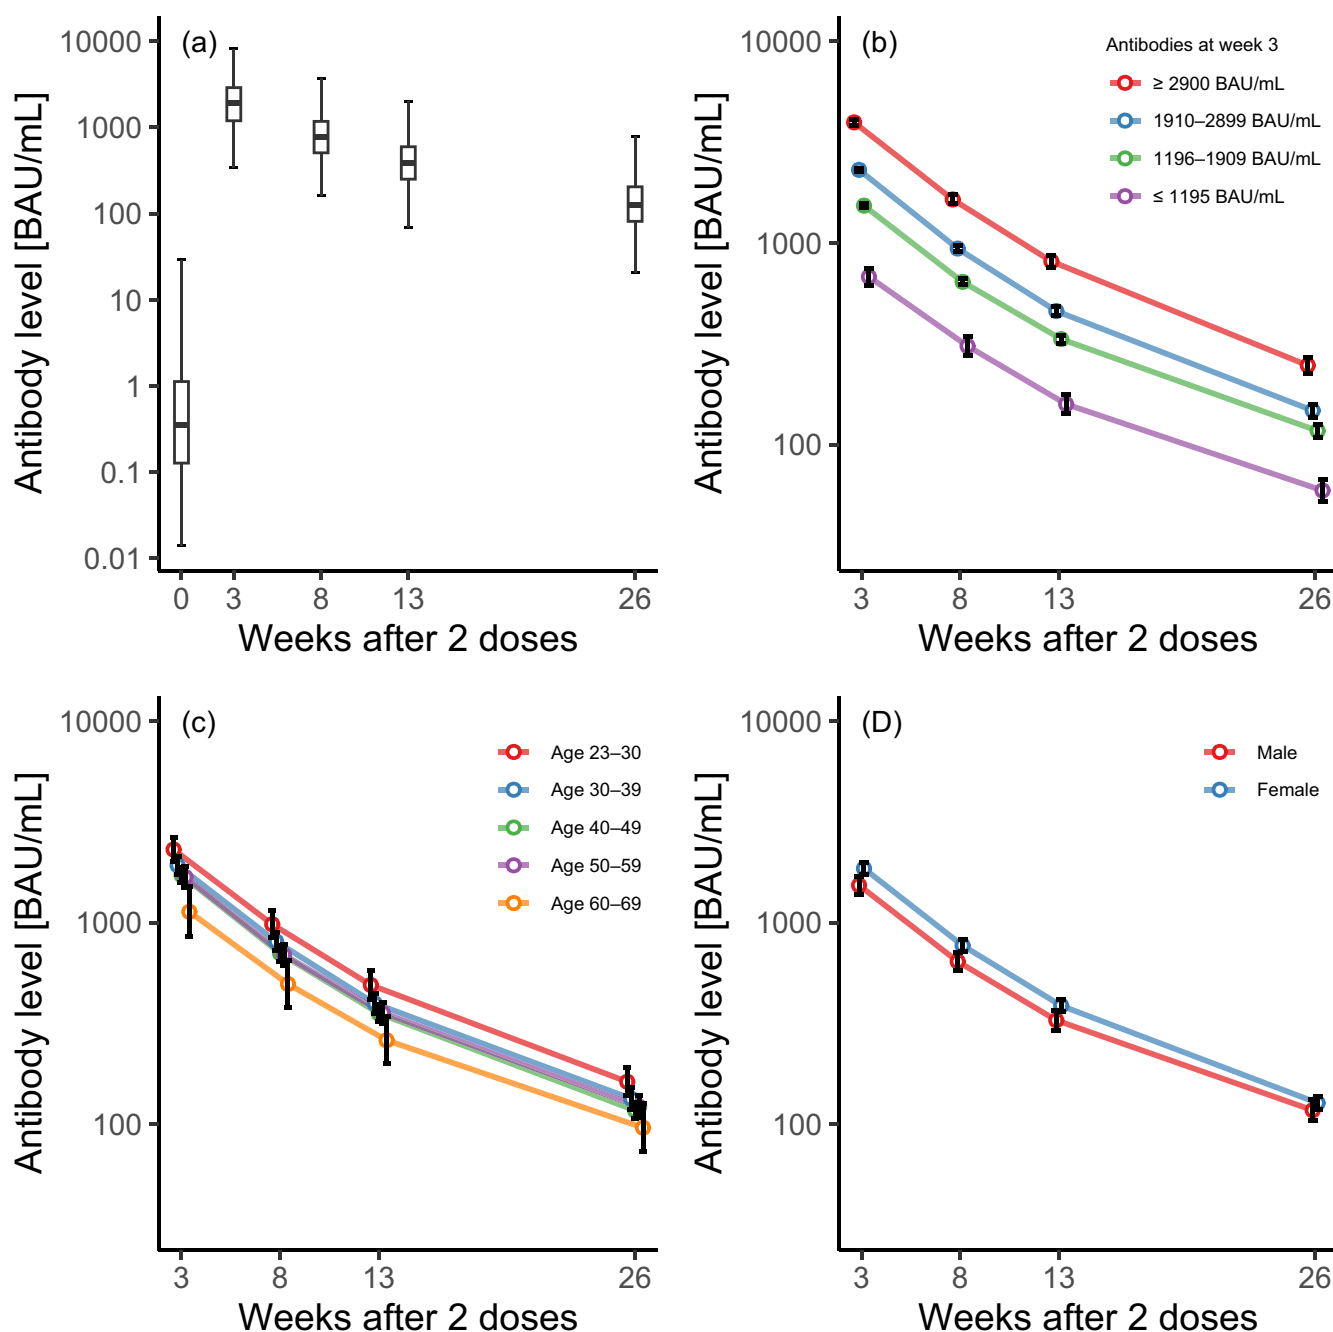 (a)
Antibody level [BAU/mL]
10000
1000
100
10
1
0.1
0.01
0 3 8 13 26
Weeks after 2 doses
(b)
Antibodies at week 3
≥ 2900 BAU/mL
1910–2899 BAU/mL
1196–1909 BAU/mL
≤ 1195 BAU/mL
Antibody level [BAU/mL]
10000
1000
100
3 8 13 26
Weeks after 2 doses
(c)
Age 23–30
Age 30–39
Age 40–49
Age 50–59
Age 60–69
Antibody level [BAU/mL]
10000
1000
100
3 8 13 26
Weeks after 2 doses
(D)
Male
Female
Antibody level [BAU/mL]
10000
1000
100
3 8 13 26
Weeks after 2 doses